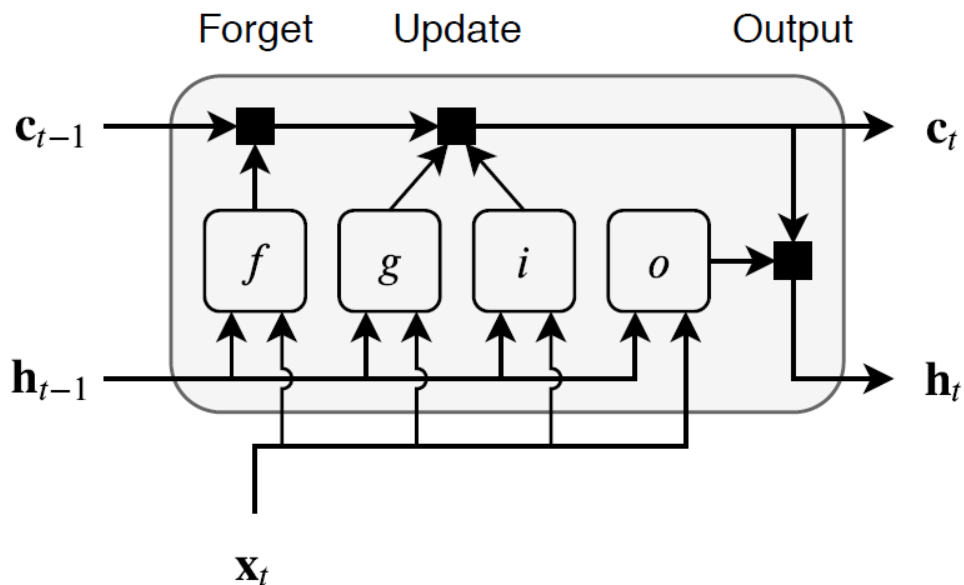 Forget Update Output
c_{t−1} c_t
f g i o
h_{t−1} h_t
x_t